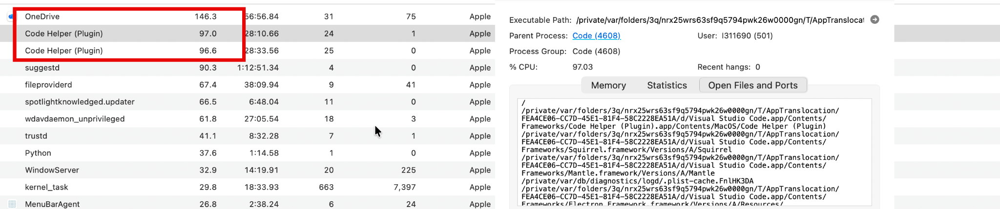 OneDrive 146.3 56:56.84 31 75 Apple
Code Helper (Plugin) 97.0 28:10.66 24 1 Apple
Code Helper (Plugin) 96.6 28:33.56 25 0 Apple
suggestd 90.3 1:12:51.34 4 0 Apple
fileproviderd 67.4 38:09.94 9 41 Apple
spotlightknowledged.updater 66.5 6:48.04 11 0 Apple
wdavdaemon_unprivileged 61.8 27:05.54 18 3 Apple
trustd 41.1 8:32.28 7 1 Apple
Python 37.6 1:14.58 1 0 Apple
WindowServer 32.9 14:19.91 20 225 Apple
kernel_task 29.8 18:33.93 663 7,397 Apple
MenuBarAgent 26.8 2:38.24 6 24 Apple
Executable Path: /private/var/folders/3q/nrx25wrs63sf9q5794pwk26w0000gn/T/AppTranslocat
Parent Process: Code (4608) User: I311690 (501)
Process Group: Code (4608)
% CPU: 97.03 Recent hangs: 0
Memory Statistics Open Files and Ports
/
/private/var/folders/3q/nrx25wrs63sf9q5794pwk26w0000gn/T/AppTranslocation/
FEA4CE06-CC7D-45E1-81F4-58C2228EA51A/d/Visual Studio Code.app/Contents/
Frameworks/Code Helper (Plugin).app/Contents/MacOS/Code Helper (Plugin)
/private/var/folders/3q/nrx25wrs63sf9q5794pwk26w0000gn/T/AppTranslocation/
FEA4CE06-CC7D-45E1-81F4-58C2228EA51A/d/Visual Studio Code.app/Contents/
Frameworks/Squirrel.framework/Versions/A/Squirrel
/private/var/folders/3q/nrx25wrs63sf9q5794pwk26w0000gn/T/AppTranslocation/
FEA4CE06-CC7D-45E1-81F4-58C2228EA51A/d/Visual Studio Code.app/Contents/
Frameworks/Mantle.framework/Versions/A/Mantle
/private/var/db/diagnostics/logd/.plist-cache.FnlHK3DA
/private/var/folders/3q/nrx25wrs63sf9q5794pwk26w0000gn/T/AppTranslocation/
FEA4CE06-CC7D-45E1-81F4-58C2228EA51A/d/Visual Studio Code.app/Contents/
Frameworks/Electron Framework.framework/Versions/A/Resources/